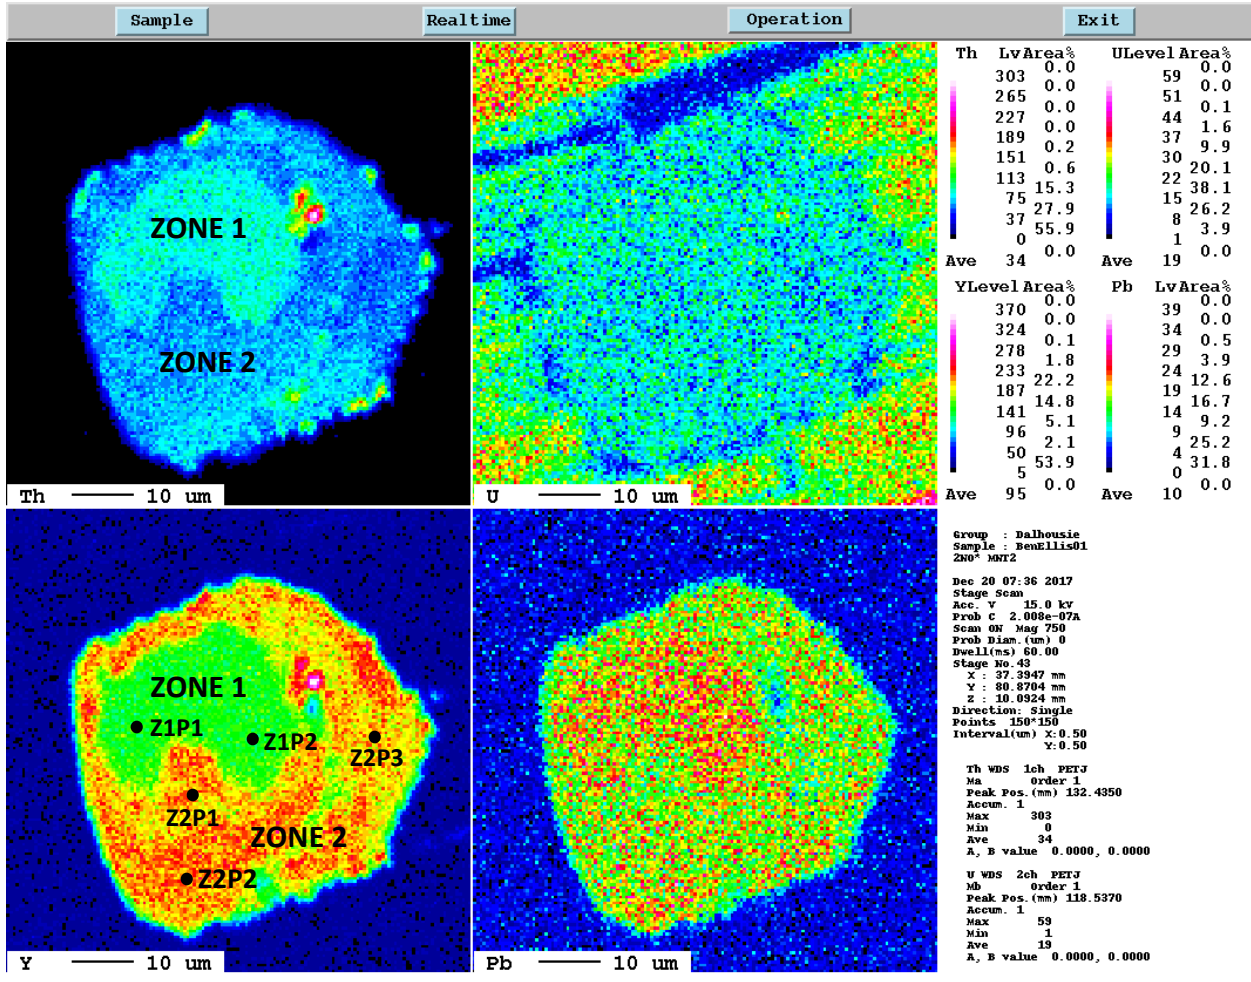 Sample Realtime Operation Exit
Th Lv Area% ULevel Area%
0.0 0.0
303 59
0.0 0.0
265 51
0.0 0.1
227 44
0.0 1.6
189 37
0.2 9.9
151 30
0.6 20.1
113 22
15.3 38.1
75 15
27.9 26.2
37 8
55.9 3.9
0 1
0.0 0.0
Ave 34 Ave 19
YLevel Area% Pb Lv Area%
0.0 0.0
370 39
0.0 0.0
324 34
0.1 0.5
278 29
1.8 3.9
233 24
22.2 12.6
187 19
14.8 16.7
141 14
5.1 9.2
96 9
2.1 25.2
50 4
53.9 31.8
5 0
0.0 0.0
Ave 95 Ave 10
ZONE 1
ZONE 2
Th 10 um
U 10 um
ZONE 1
Z1P1
Z1P2
Z2P3
Z2P1
ZONE 2
Z2P2
Y 10 um
Pb 10 um
Group : Dalhousie
Sample : BenEllis01
2NO* MNT2
Dec 20 07:36 2017
Stage Scan
Acc. V 15.0 kV
Prob C 2.008e-07A
Scan ON Mag 750
Prob Diam.(um) 0
Dwell(ms) 60.00
Stage No.43
X : 37.3947 mm
Y : 80.8704 mm
Z : 10.8924 mm
Direction: Single
Points 150*150
Interval(um) X:0.50
Y:0.50
Th WDS 1ch PETJ
Ma Order 1
Peak Pos.(mm) 132.4350
Accum. 1
Max 303
Min 0
Ave 34
A, B value 0.0000, 0.0000
U WDS 2ch PETJ
Mb Order 1
Peak Pos.(mm) 118.5370
Accum. 1
Max 59
Min 1
Ave 19
A, B value 0.0000, 0.0000